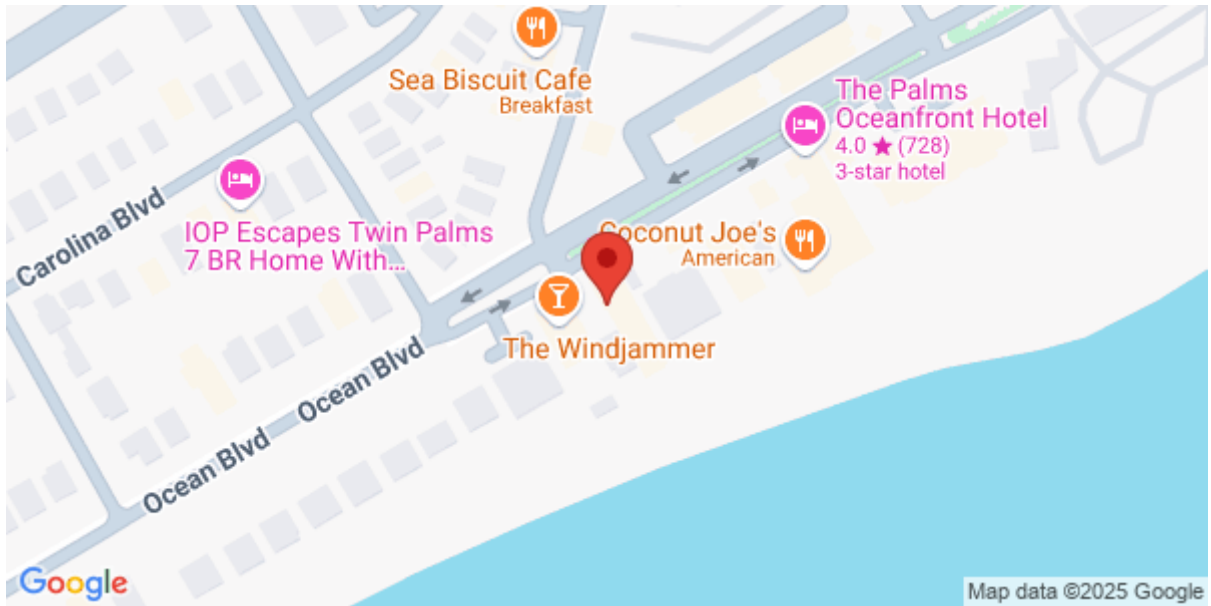 Sea Biscuit Cafe
Breakfast
The Palms
Oceanfront Hotel
4.0 ★ (728)
3-star hotel
Carolina Blvd
IOP Escapes Twin Palms
7 BR Home With...
Coconut Joe's
American
The Windjammer
Ocean Blvd
Ocean Blvd
Google
Map data ©2025 Google